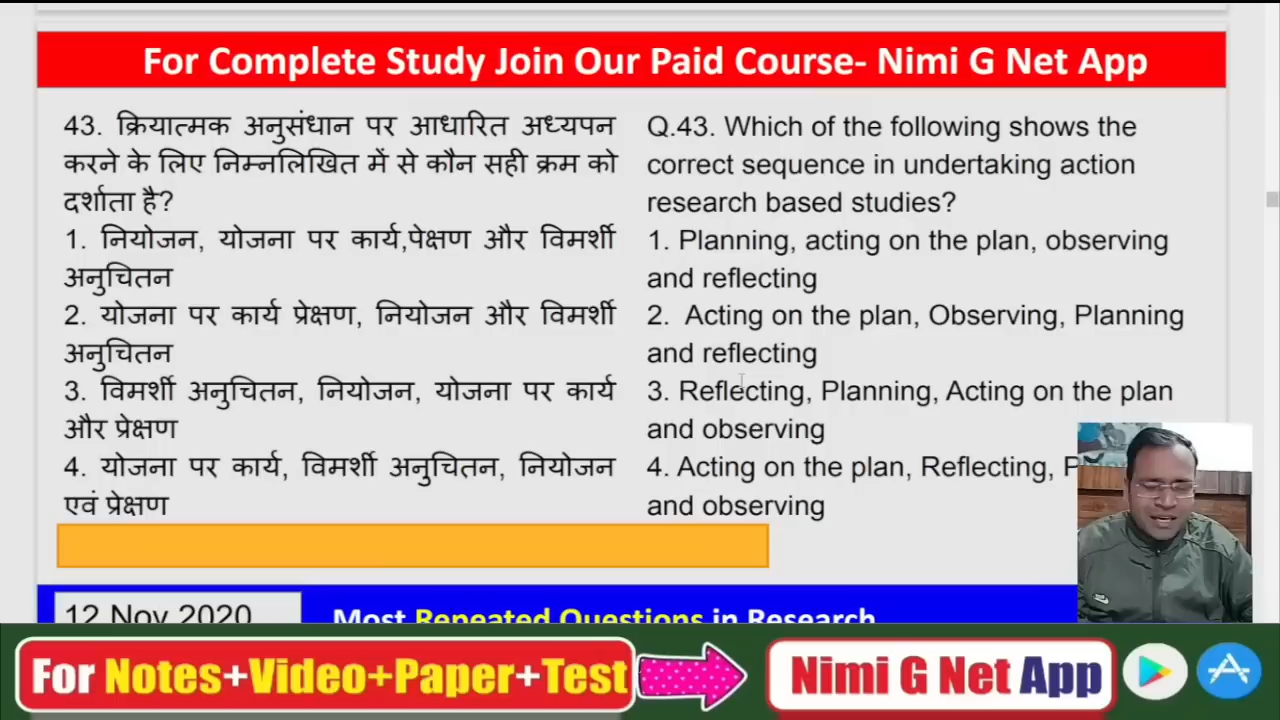 For Complete Study Join Our Paid Course- Nimi G Net App
43. क्रियात्मक अनुसंधान पर आधारित अध्यपन
करने के लिए निम्नलिखित में से कौन सही क्रम को
दर्शाता है?
1. नियोजन, योजना पर कार्य,पेक्षण और विमर्शी
अनुचितन
2. योजना पर कार्य प्रेक्षण, नियोजन और विमर्शी
अनुचितन
3. विमर्शी अनुचितन, नियोजन, योजना पर कार्य
और प्रेक्षण
4. योजना पर कार्य, विमर्शी अनुचितन, नियोजन
एवं प्रेक्षण
Q.43. Which of the following shows the
correct sequence in undertaking action
research based studies?
1. Planning, acting on the plan, observing
and reflecting
2. Acting on the plan, Observing, Planning
and reflecting
3. Reflecting, Planning, Acting on the plan
and observing
4. Acting on the plan, Reflecting,
and observing
12 Nov 2020
Most Repeated Questions in Research
For Notes+Video+Paper+Test
Nimi G Net App